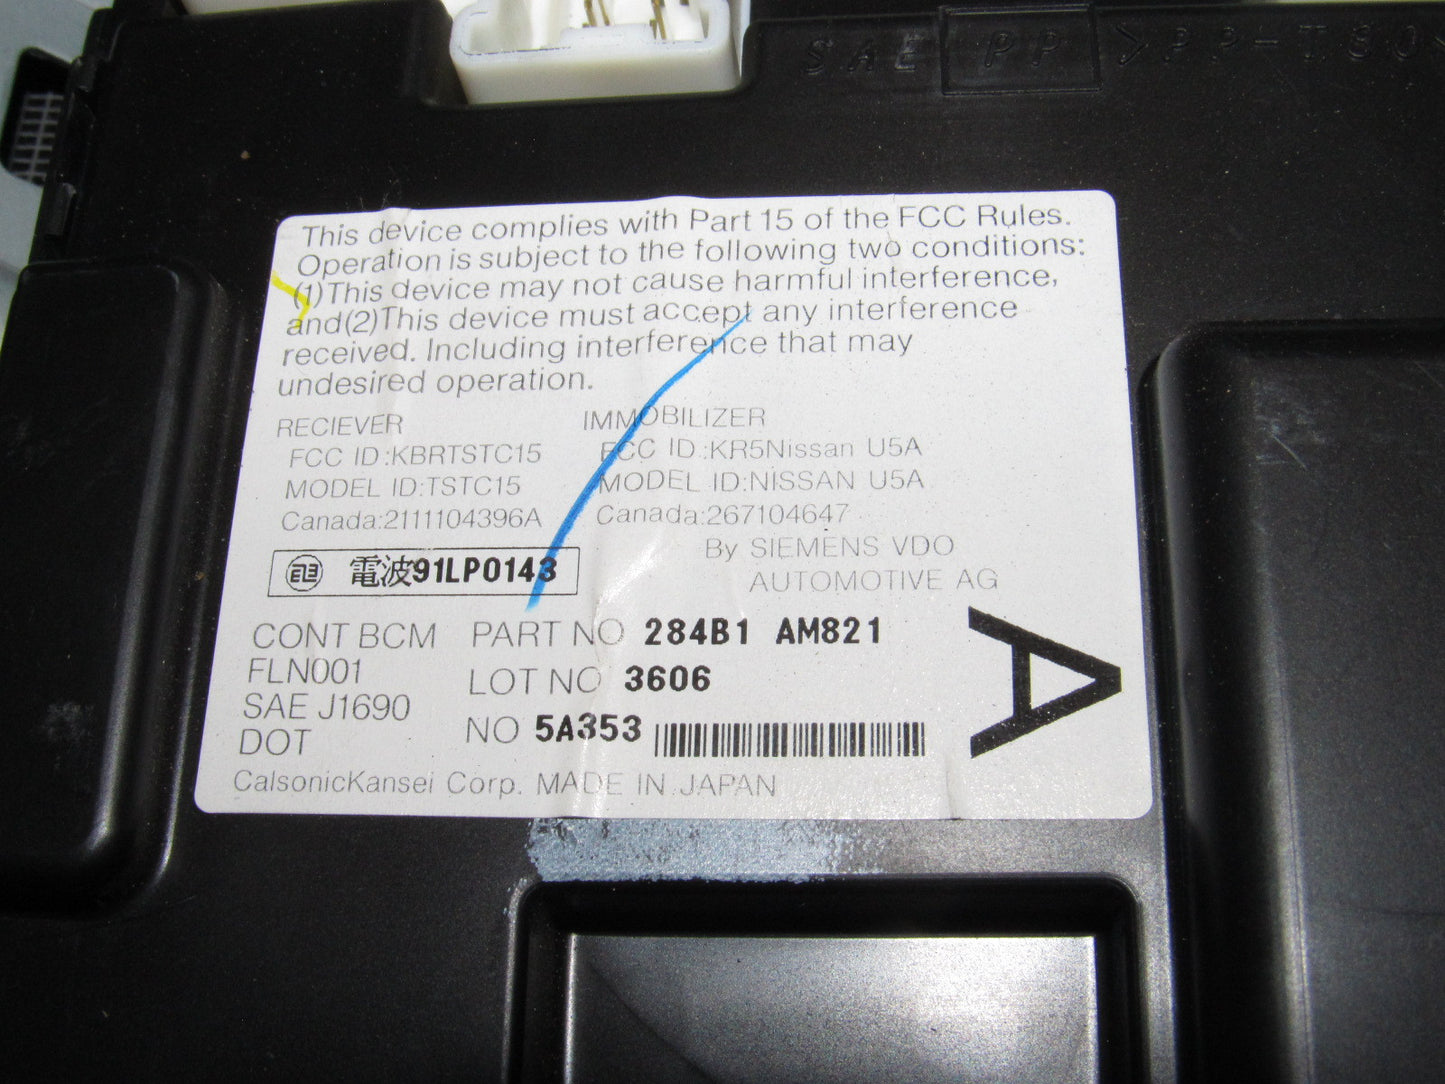 SAE PP >PP-T30<
This device complies with Part 15 of the FCC Rules.
Operation is subject to the following two conditions:
(1)This device may not cause harmful interference,
and(2)This device must accept any interference
received. Including interference that may
undesired operation.
RECIEVER IMMOBILIZER
FCC ID:KBRTSTC15 FCC ID:KR5Nissan U5A
MODEL ID:TSTC15 MODEL ID:NISSAN U5A
Canada:2111104396A Canada:267104647
By SIEMENS VDO
AUTOMOTIVE AG
電波91LP0143
CONT BCM PART NO 284B1 AM821
FLN001 LOT NO 3606
SAE J1690
DOT NO 5A353
A
CalsonicKansei Corp. MADE IN JAPAN